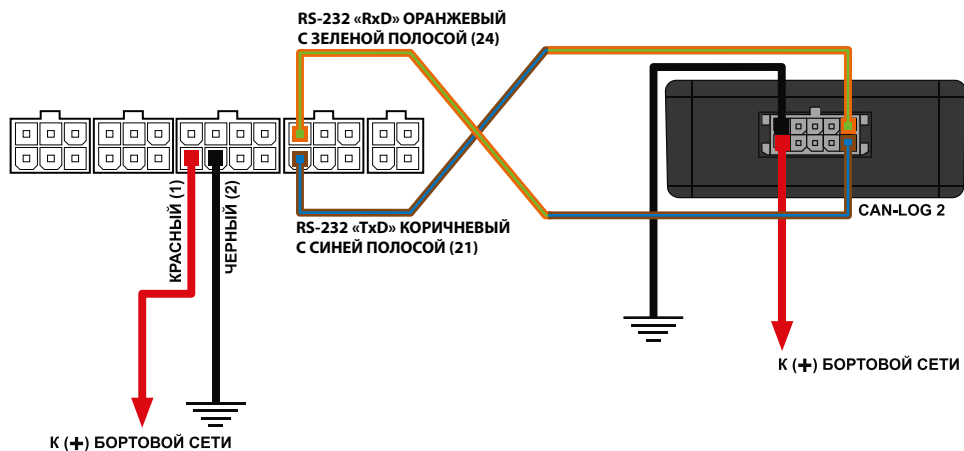 RS-232 «RxD» ОРАНЖЕВЫЙ
С ЗЕЛЕНОЙ ПОЛОСОЙ (24)
КРАСНЫЙ (1)
ЧЕРНЫЙ (2)
RS-232 «TxD» КОРИЧНЕВЫЙ
С СИНЕЙ ПОЛОСОЙ (21)
CAN-LOG 2
К (+) БОРТОВОЙ СЕТИ
К (+) БОРТОВОЙ СЕТИ